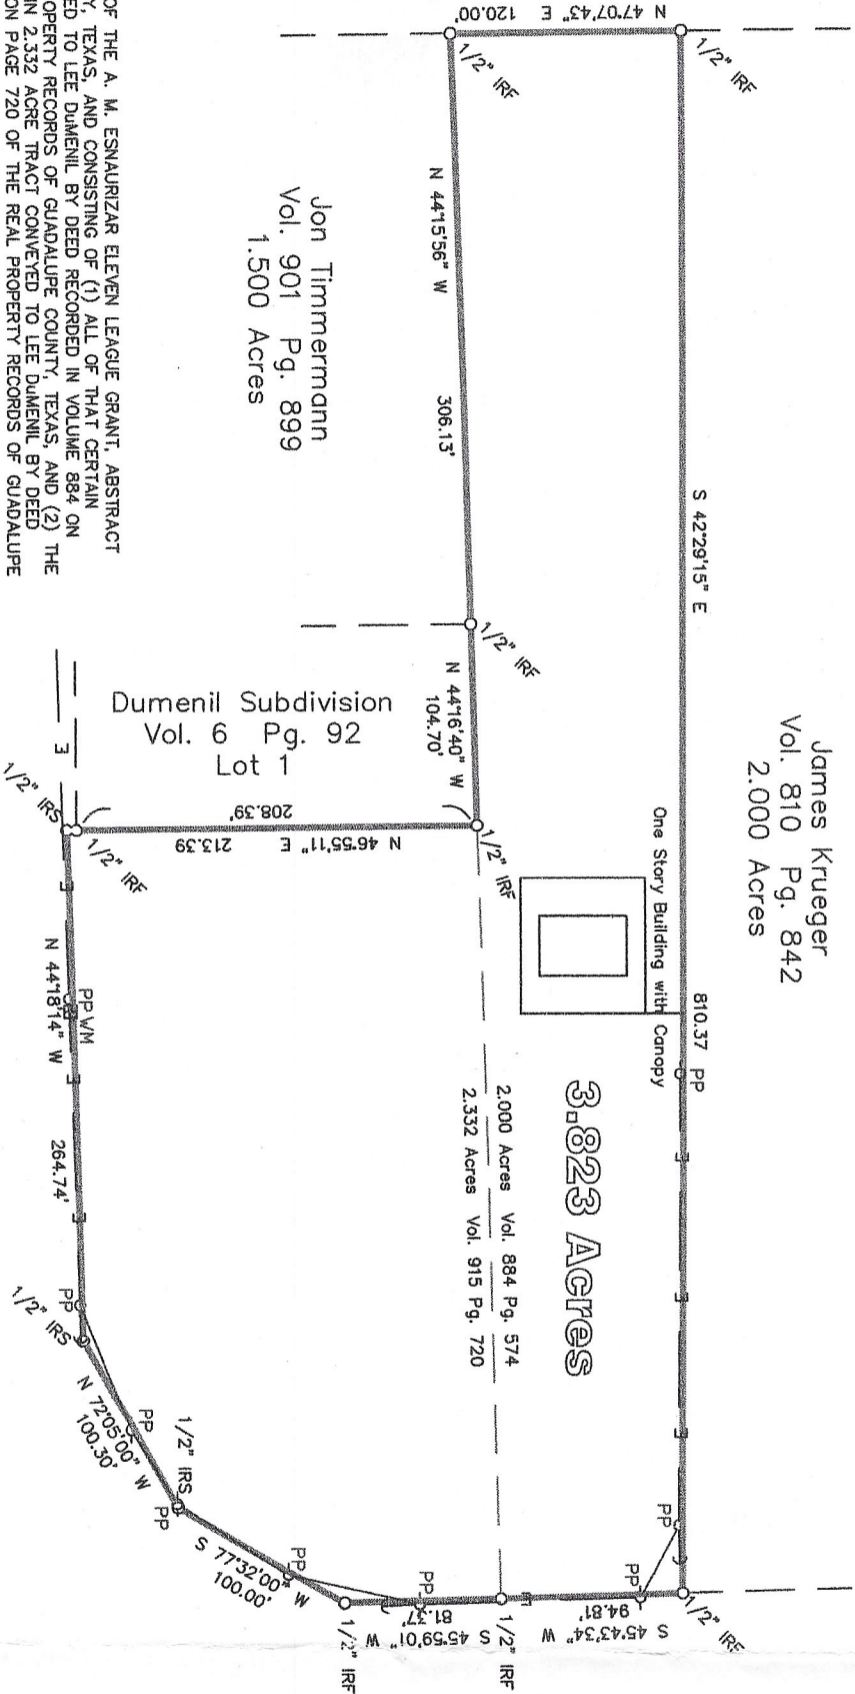 N 47°07'43" E 120.00'
1/2" IRF
1/2" IRF
S 42°29'15" E
810.37
PP
James Krueger
Vol. 810 Pg. 842
2.000 Acres
N 44°15'56" W
306.13'
1/2" IRF
Jon Timmermann
Vol. 901 Pg. 899
1.500 Acres
N 44°16'40" W
104.70'
1/2" IRF
One Story Building with Canopy
3.823 Acres
2.000 Acres Vol. 884 Pg. 574
2.332 Acres Vol. 915 Pg. 720
Dumenil Subdivision
Vol. 6 Pg. 92
Lot 1
208.39'
N 46°55'11" E 213.39
1/2" IRS
1/2" IRF
3
PP WM
N 44°18'14" W
264.74'
PP
1/2" IRS
N 72°05'00" W
100.30'
PP
1/2" IRS
PP
S 77°32'00" W
100.00'
PP
1/2" IRF
PP
S 45°59'01" W
81.37'
1/2" IRF
S 45°43'34" W
94.81'
PP
PP
1/2" IRF
OF THE A. M. ESNAURIZAR ELEVEN LEAGUE GRANT, ABSTRACT
Y, TEXAS, AND CONSISTING OF (1) ALL OF THAT CERTAIN
ED TO LEE DuMENIL BY DEED RECORDED IN VOLUME 884 ON
OPERTY RECORDS OF GUADALUPE COUNTY, TEXAS, AND (2) THE
IN 2.332 ACRE TRACT CONVEYED TO LEE DuMENIL BY DEED
ON PAGE 720 OF THE REAL PROPERTY RECORDS OF GUADALUPE